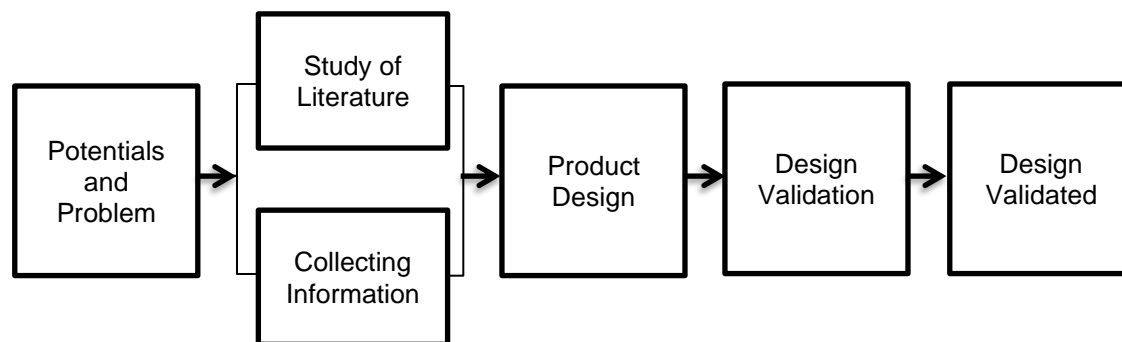 Potentials
and
Problem
Study of
Literature
Collecting
Information
Product
Design
Design
Validation
Design
Validated